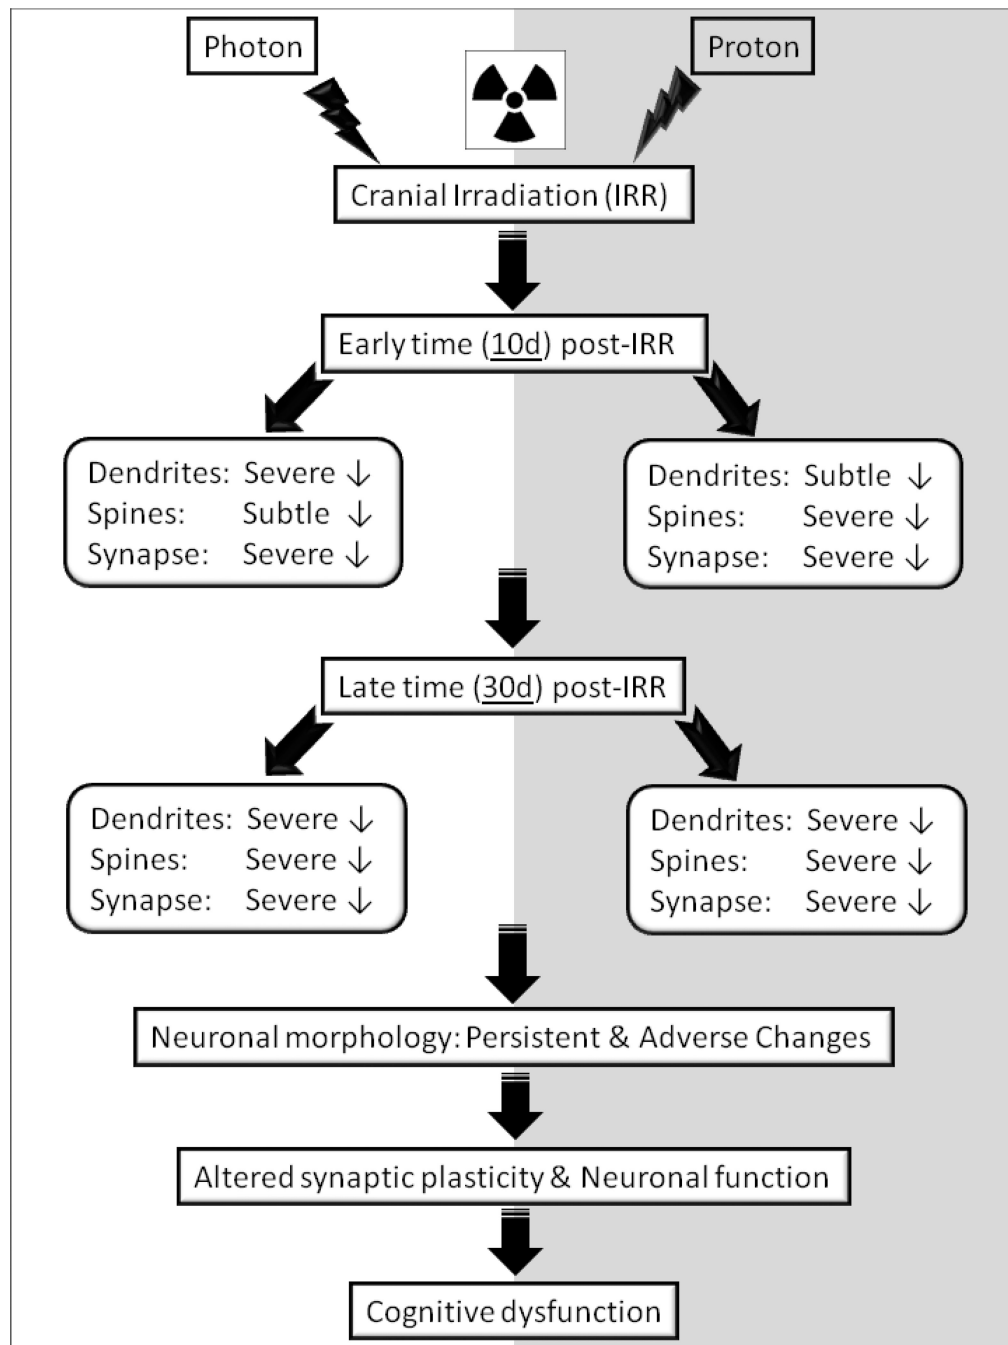 Photon
Proton
Cranial Irradiation (IRR)
Early time (10d) post-IRR
Dendrites: Severe ↓
Spines: Subtle ↓
Synapse: Severe ↓
Dendrites: Subtle ↓
Spines: Severe ↓
Synapse: Severe ↓
Late time (30d) post-IRR
Dendrites: Severe ↓
Spines: Severe ↓
Synapse: Severe ↓
Dendrites: Severe ↓
Spines: Severe ↓
Synapse: Severe ↓
Neuronal morphology: Persistent & Adverse Changes
Altered synaptic plasticity & Neuronal function
Cognitive dysfunction